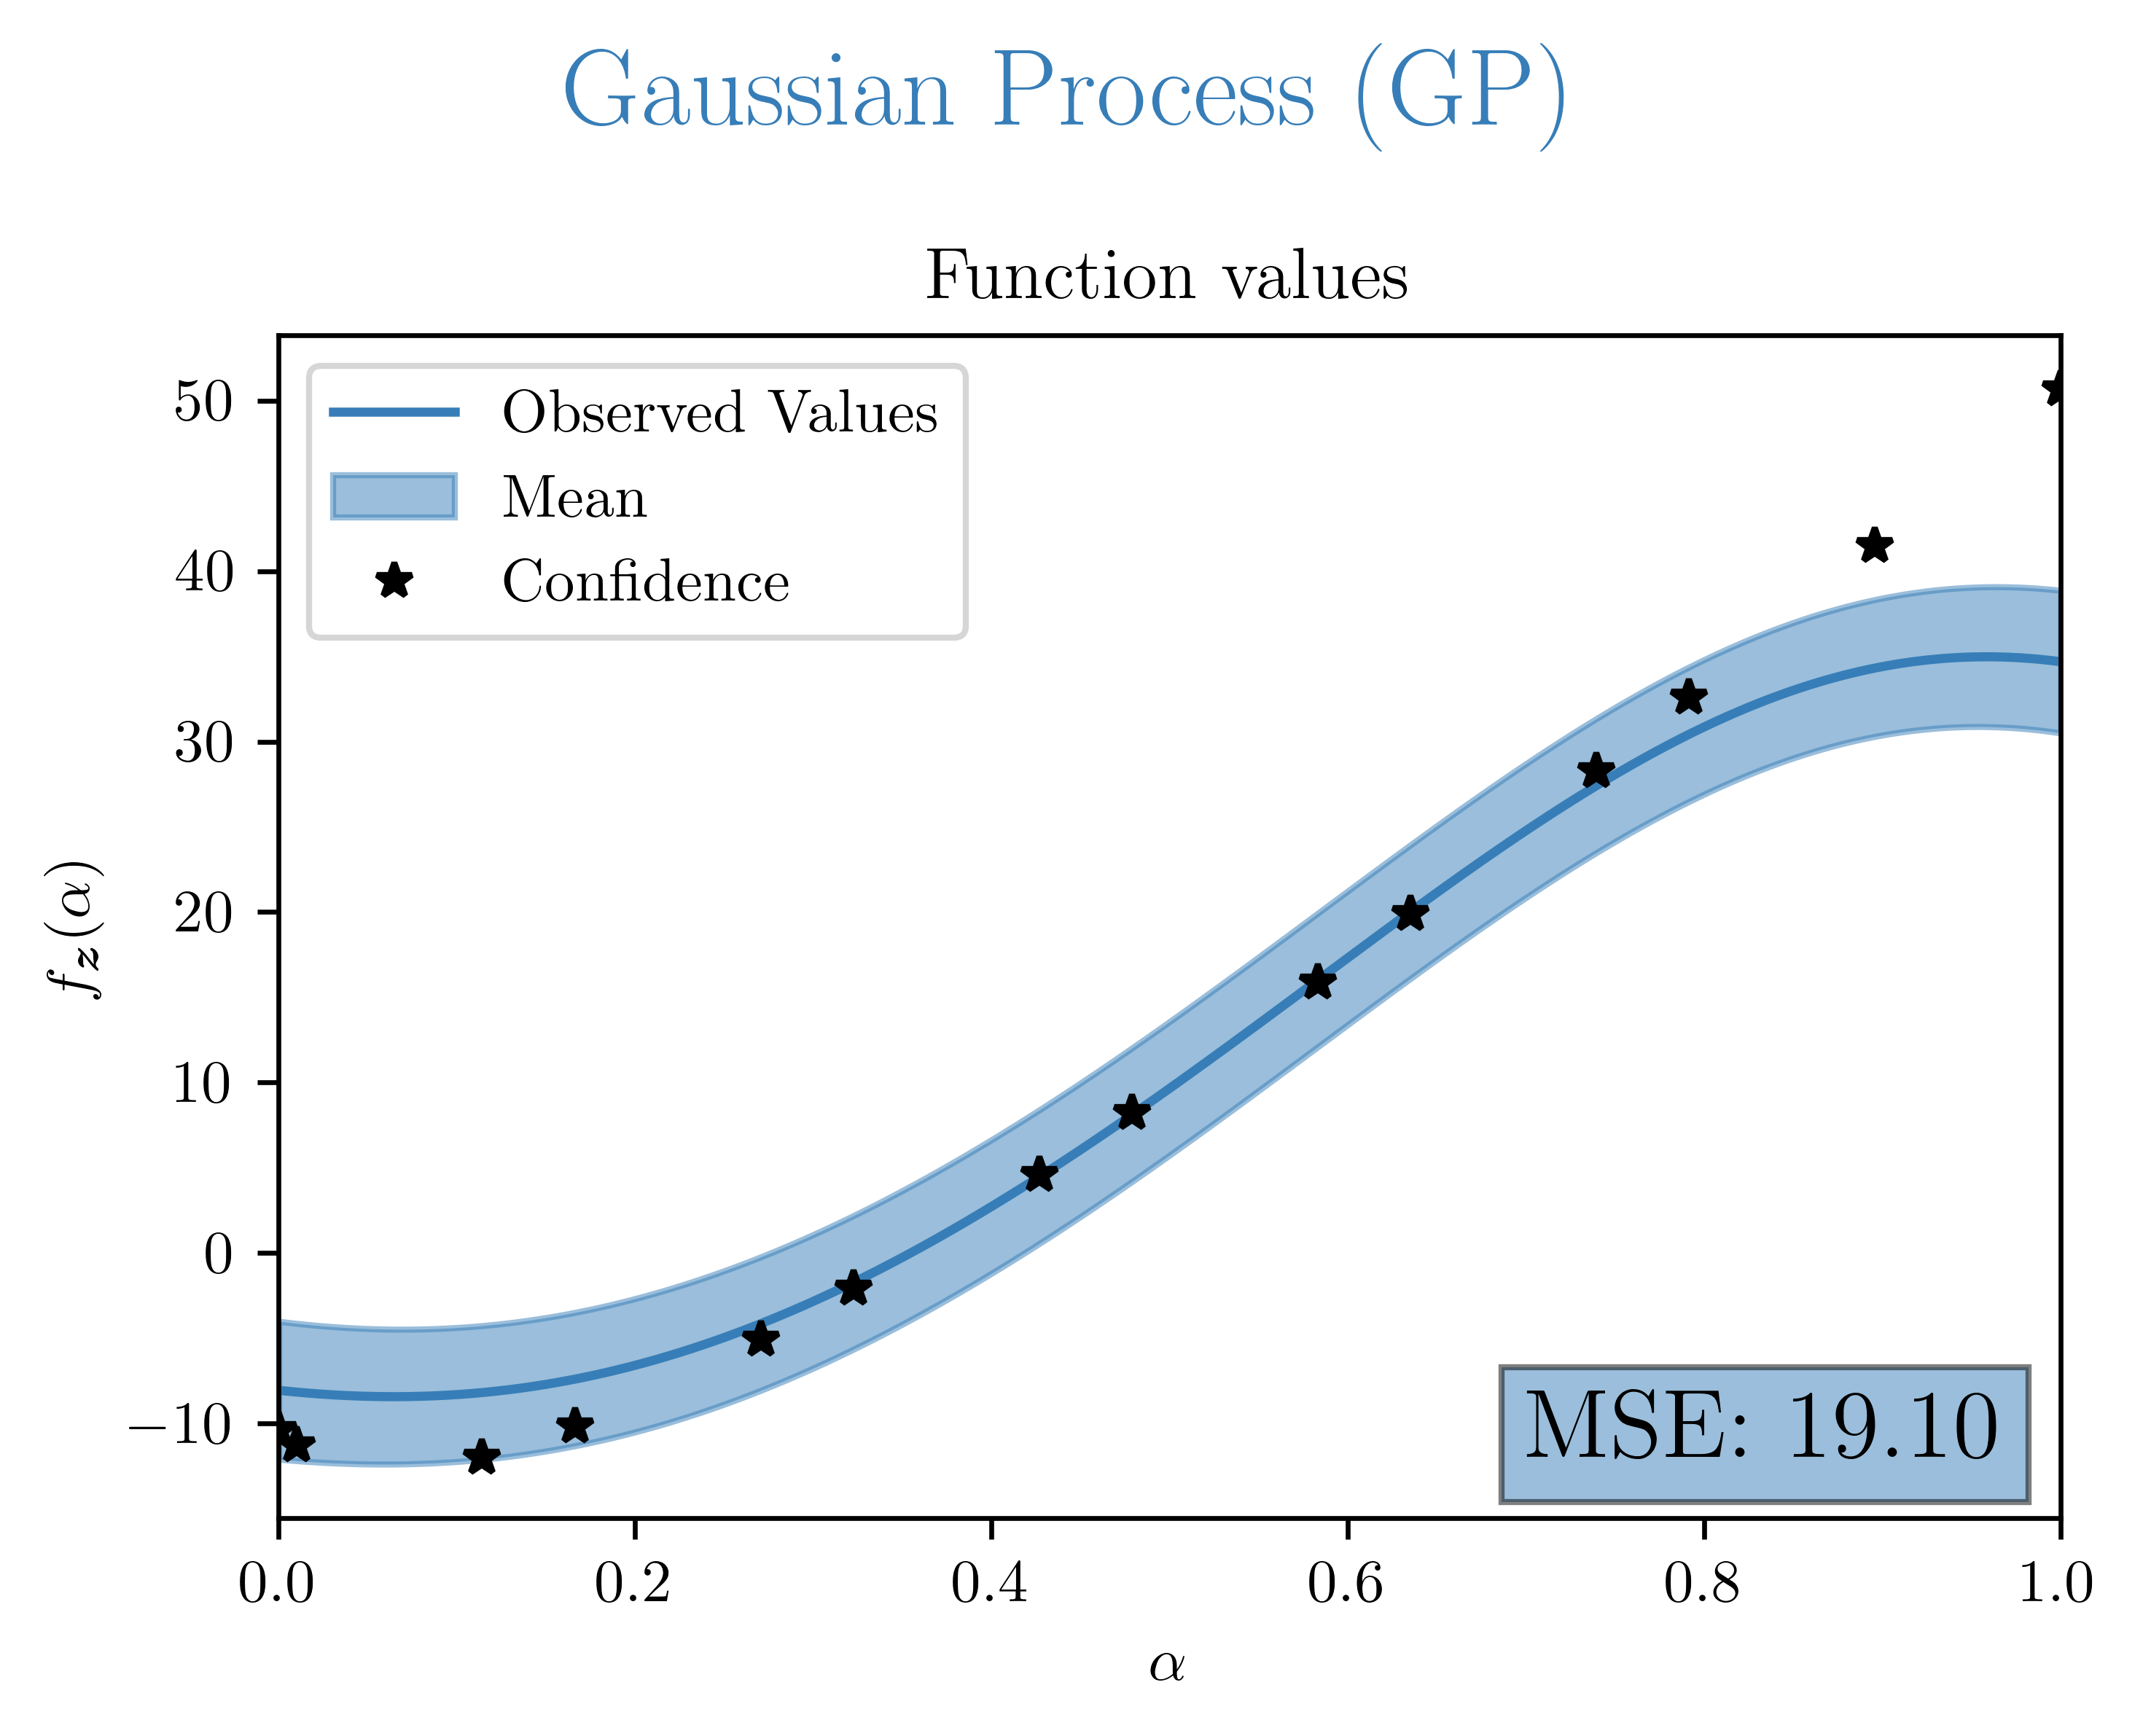 Gaussian Process (GP)
Function values
Observed Values
Mean
Confidence
50
40
30
20
10
0
−10
f_z(α)
MSE: 19.10
0.0 0.2 0.4 0.6 0.8 1.0
α